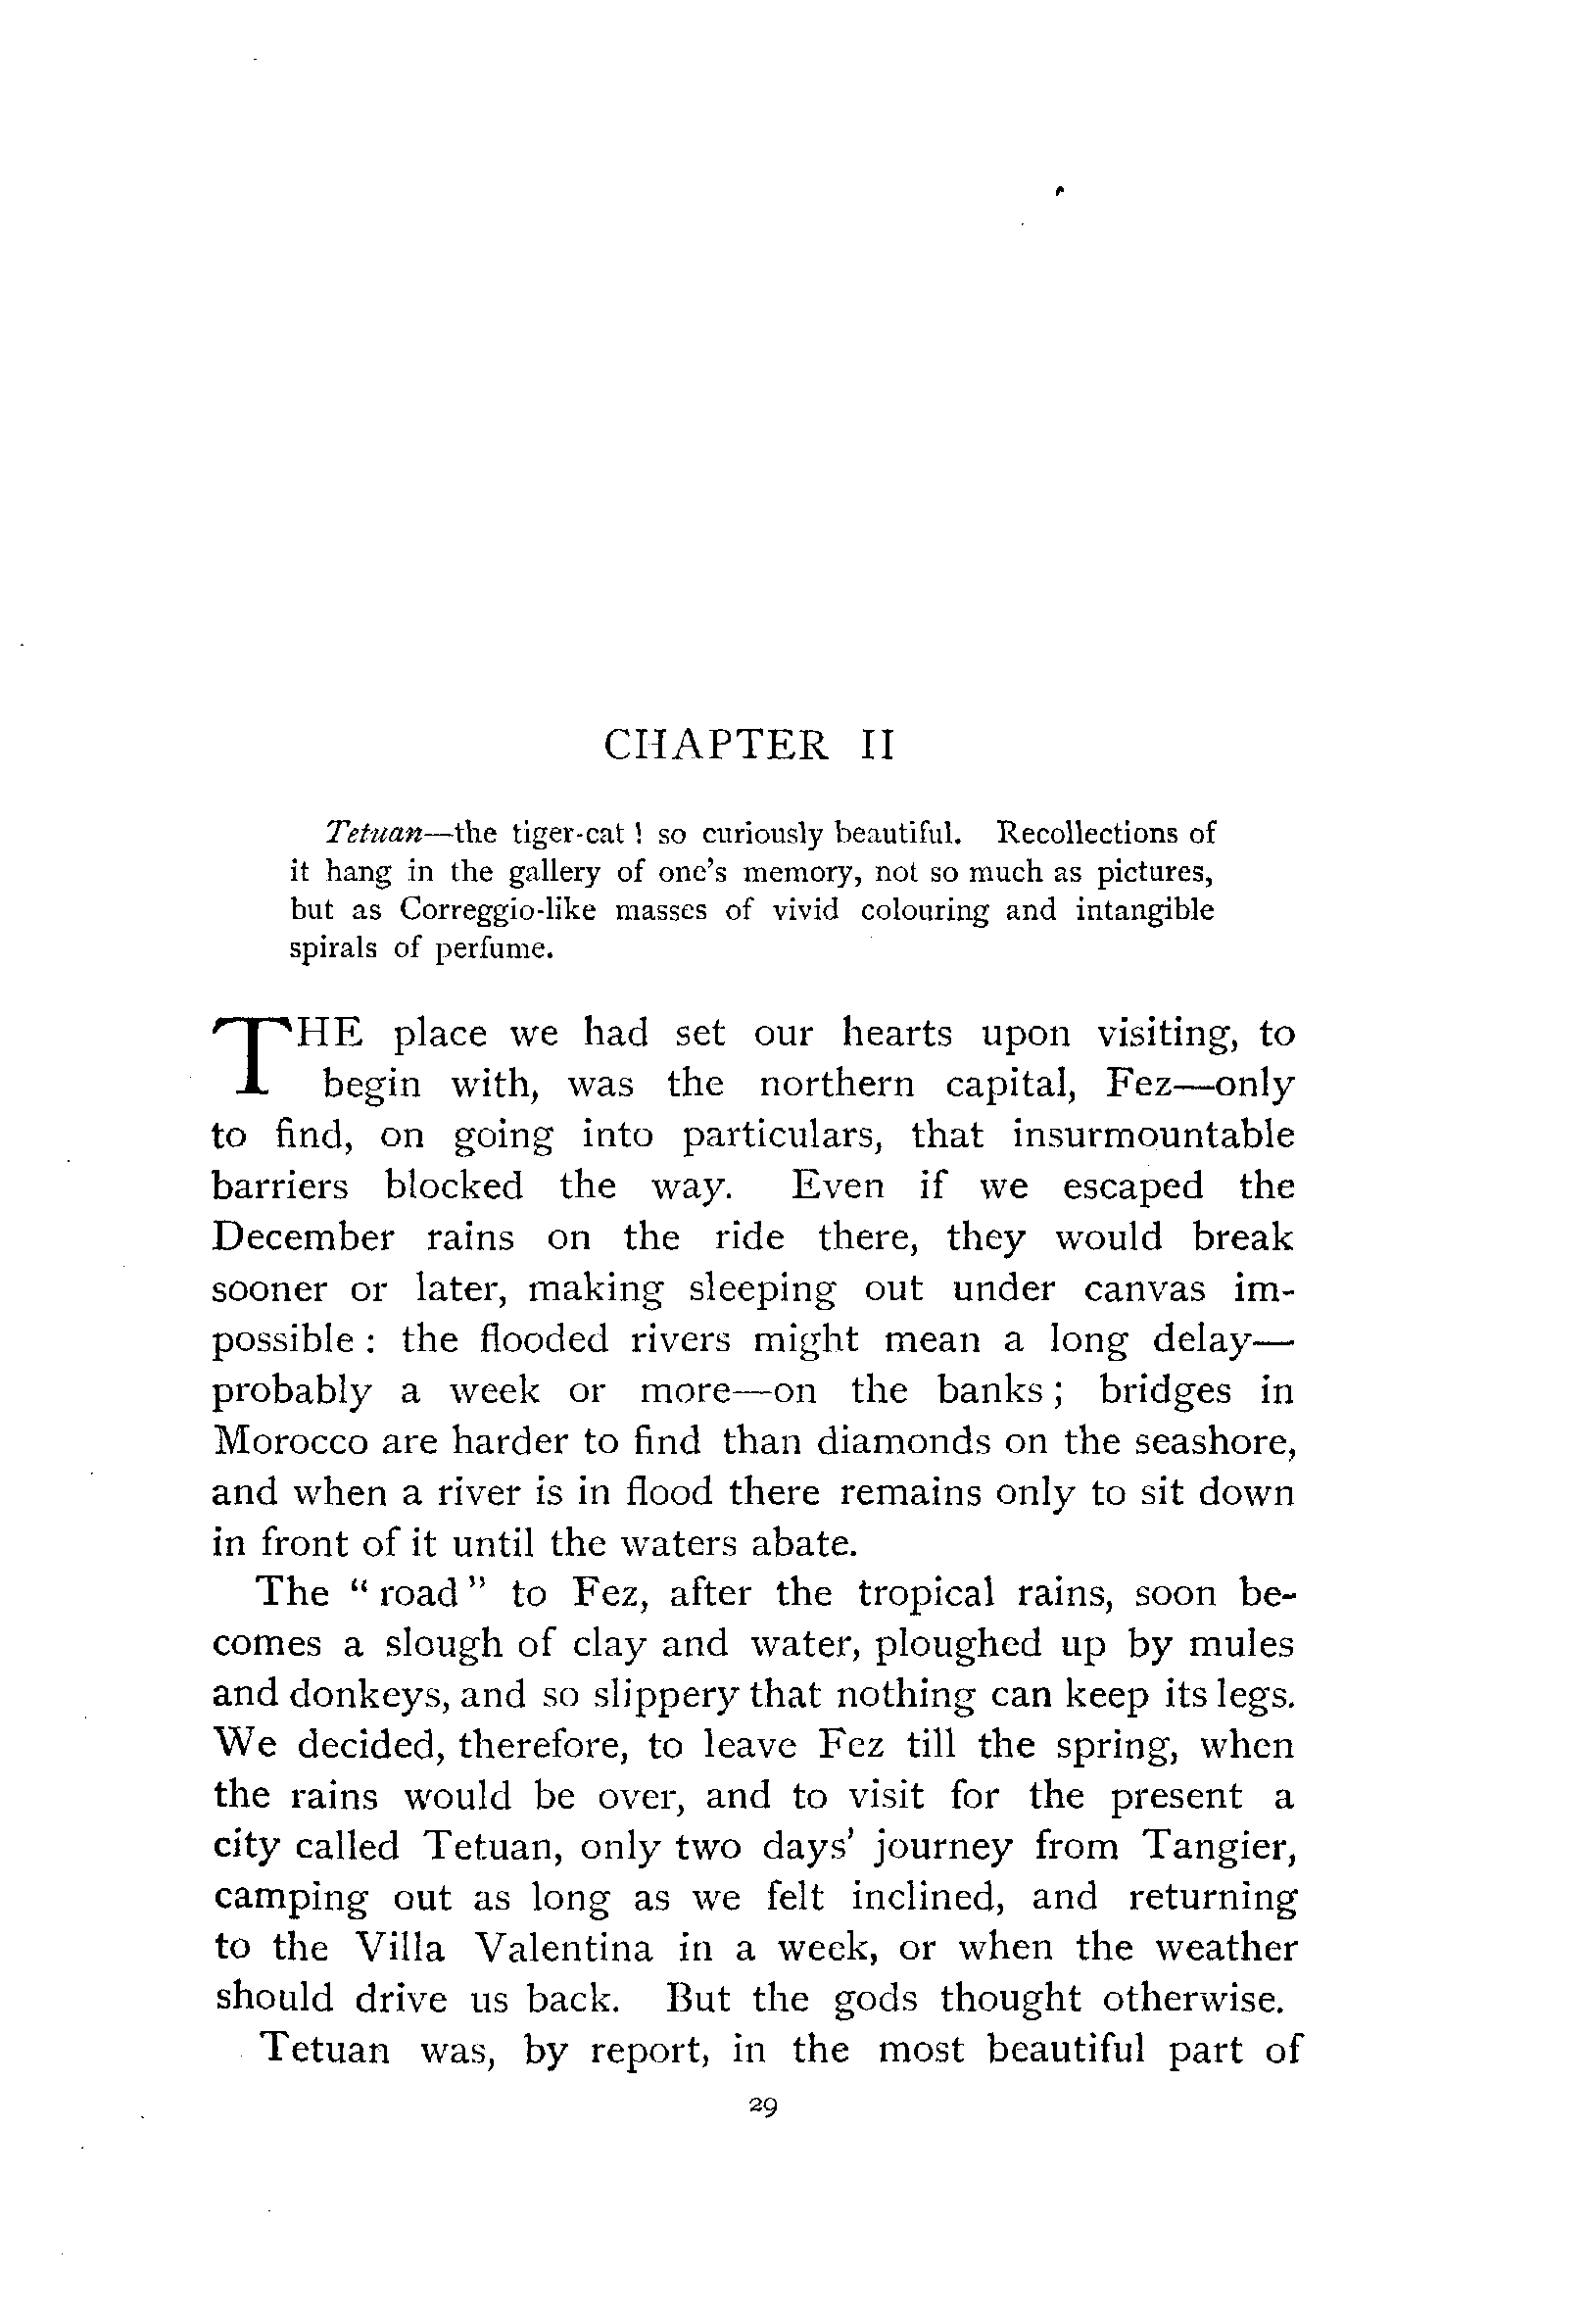 CHAPTER II
Tetuan—the tiger-cat! so curiously beautiful. Recollections of
it hang in the gallery of one's memory, not so much as pictures,
but as Correggio-like masses of vivid colouring and intangible
spirals of perfume.
THE place we had set our hearts upon visiting, to
begin with, was the northern capital, Fez—only
to find, on going into particulars, that insurmountable
barriers blocked the way. Even if we escaped the
December rains on the ride there, they would break
sooner or later, making sleeping out under canvas im-
possible: the flooded rivers might mean a long delay—
probably a week or more—on the banks; bridges in
Morocco are harder to find than diamonds on the seashore,
and when a river is in flood there remains only to sit down
in front of it until the waters abate.
The "road" to Fez, after the tropical rains, soon be-
comes a slough of clay and water, ploughed up by mules
and donkeys, and so slippery that nothing can keep its legs.
We decided, therefore, to leave Fez till the spring, when
the rains would be over, and to visit for the present a
city called Tetuan, only two days' journey from Tangier,
camping out as long as we felt inclined, and returning
to the Villa Valentina in a week, or when the weather
should drive us back. But the gods thought otherwise.
Tetuan was, by report, in the most beautiful part of
29